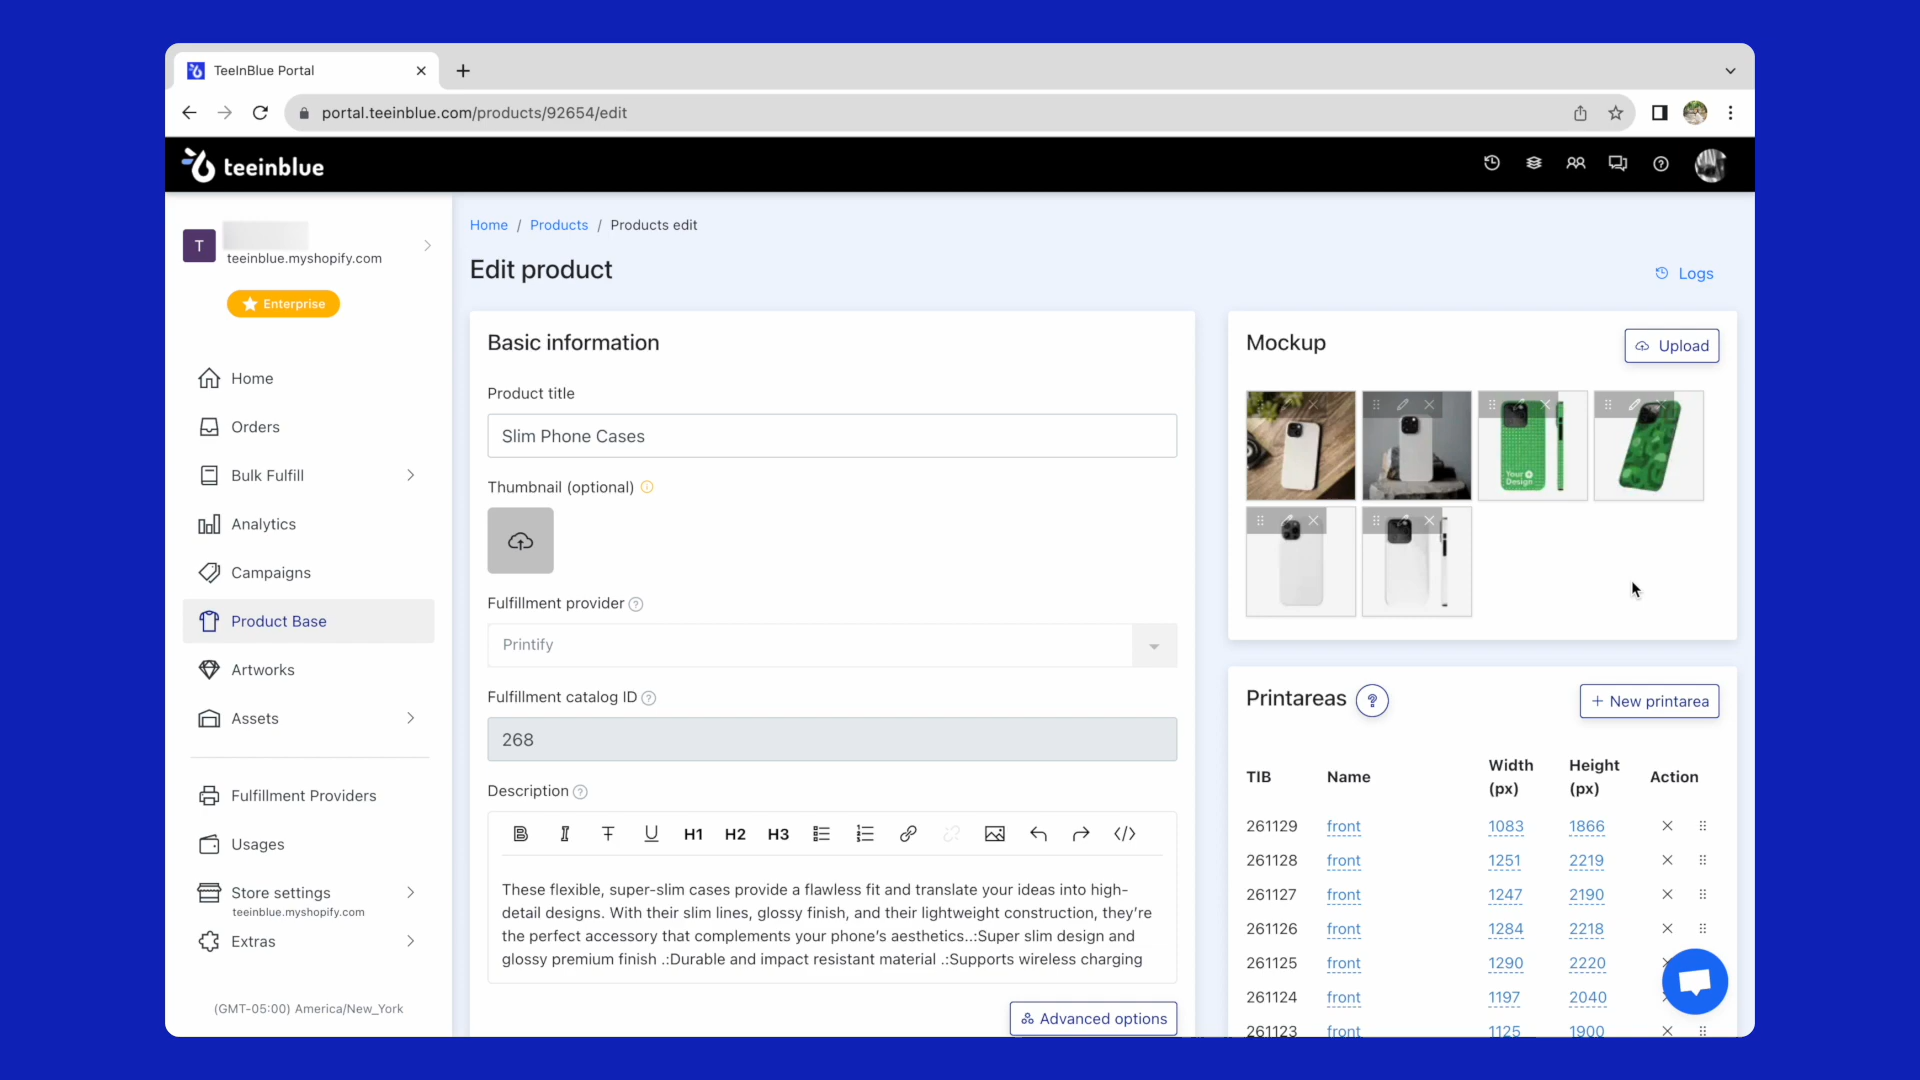 TeeInBlue Portal
portal.teeinblue.com/products/92654/edit
teeinblue
T
teeinblue.myshopify.com
Enterprise
Home
Orders
Bulk Fulfill
Analytics
Campaigns
Product Base
Artworks
Assets
Fulfillment Providers
Usages
Store settings
teeinblue.myshopify.com
Extras
(GMT-05:00) America/New_York
Home / Products / Products edit
Edit product
Logs
Basic information
Product title
Slim Phone Cases
Thumbnail (optional)
Fulfillment provider
Printify
Fulfillment catalog ID
268
Description
H1 H2 H3
These flexible, super-slim cases provide a flawless fit and translate your ideas into high-
detail designs. With their slim lines, glossy finish, and their lightweight construction, they’re
the perfect accessory that complements your phone’s aesthetics..:Super slim design and
glossy premium finish .:Durable and impact resistant material .:Supports wireless charging
Advanced options
Mockup
Upload
Your
Design
Printareas ?
+ New printarea
TIB Name Width (px) Height (px) Action
261129 front 1083 1866
261128 front 1251 2219
261127 front 1247 2190
261126 front 1284 2218
261125 front 1290 2220
261124 front 1197 2040
261123 front 1125 1900